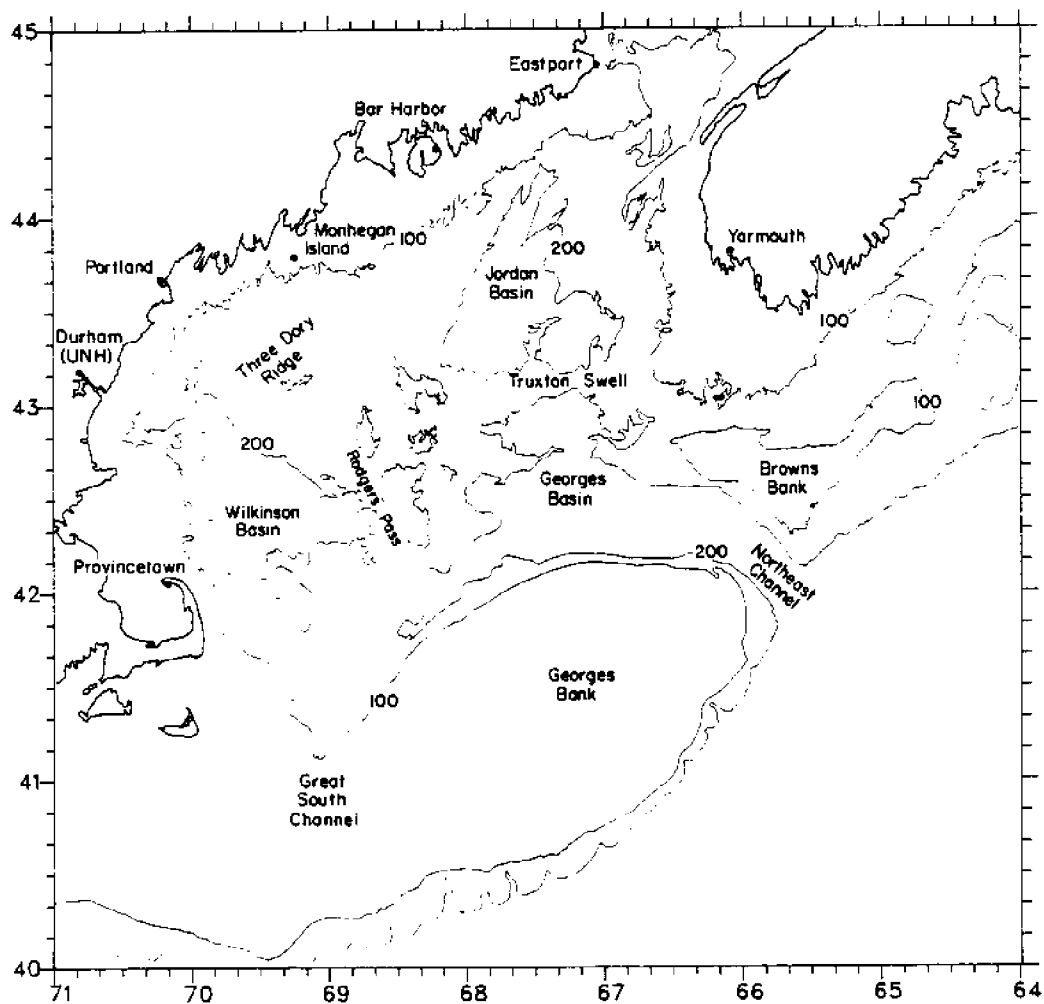 45
Eastport
Bar Harbor
44
Monhegan
Island
100
200
Yarmouth
Portland
Jordan
Basin
100
Durham
(UNH)
Three Dory
Ridge
Truxton Swell
43
100
200
Rodgers Pass
Georges
Basin
Browns
Bank
Wilkinson
Basin
200
Northeast
Channel
Provincetown
42
Georges
Bank
100
41
Great
South
Channel
40
71 70 69 68 67 66 65 64